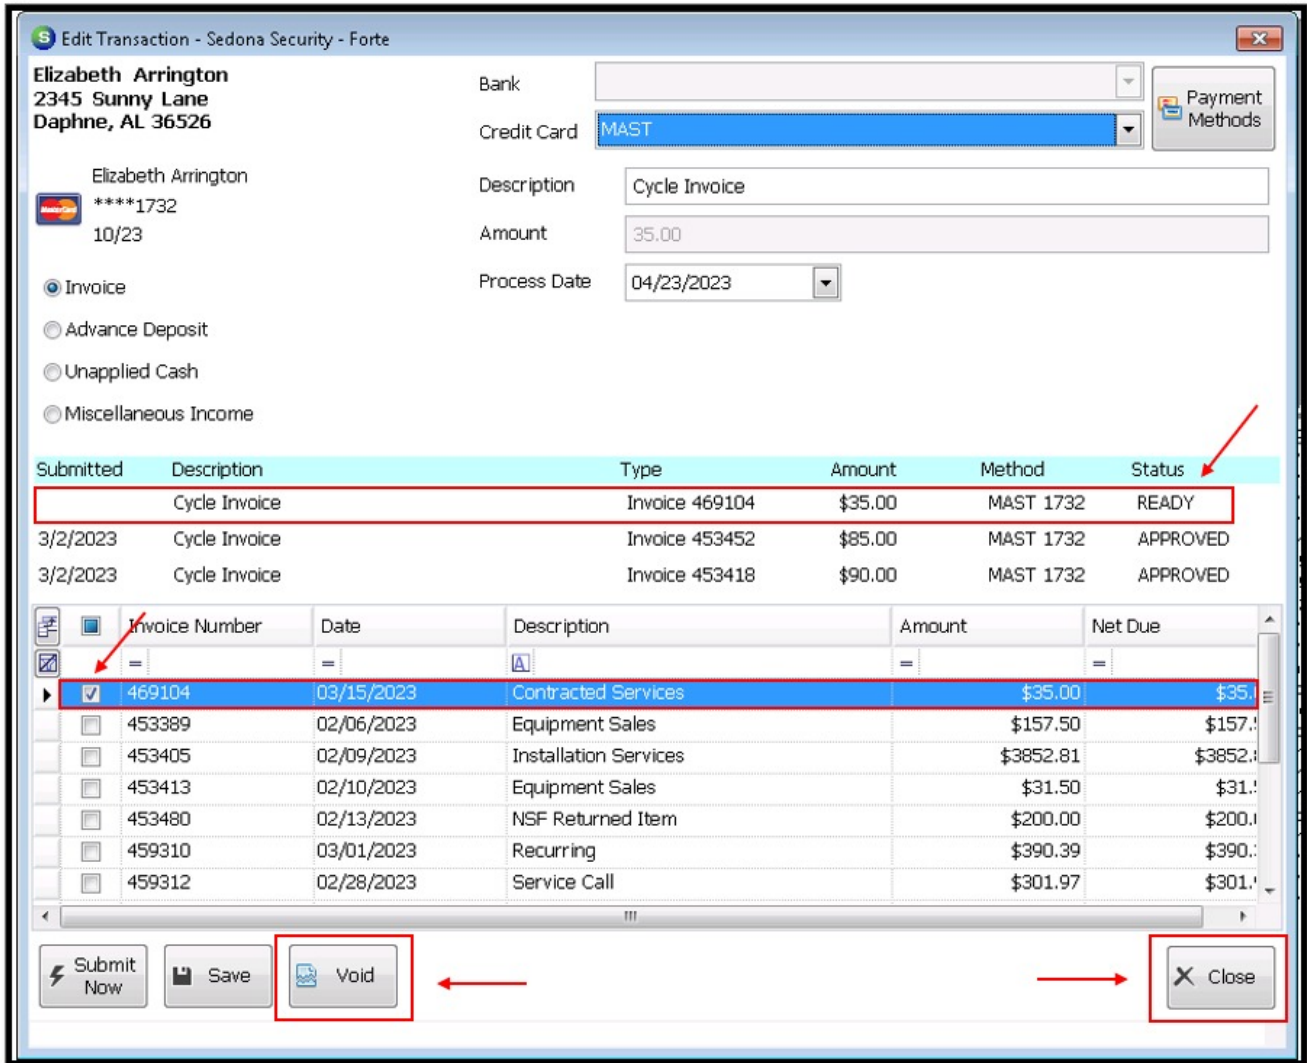 S Edit Transaction - Sedona Security - Forte
Elizabeth Arrington
2345 Sunny Lane
Daphne, AL 36526
Bank
Payment Methods
Credit Card MAST
Elizabeth Arrington
****1732
10/23
Description Cycle Invoice
Amount 35.00
Process Date 04/23/2023
Invoice
Advance Deposit
Unapplied Cash
Miscellaneous Income
Submitted Description Type Amount Method Status
Cycle Invoice Invoice 469104 $35.00 MAST 1732 READY
3/2/2023 Cycle Invoice Invoice 453452 $85.00 MAST 1732 APPROVED
3/2/2023 Cycle Invoice Invoice 453418 $90.00 MAST 1732 APPROVED
Invoice Number Date Description Amount Net Due
= = A = =
469104 03/15/2023 Contracted Services $35.00 $35.
453389 02/06/2023 Equipment Sales $157.50 $157.
453405 02/09/2023 Installation Services $3852.81 $3852.
453413 02/10/2023 Equipment Sales $31.50 $31.
453480 02/13/2023 NSF Returned Item $200.00 $200.
459310 03/01/2023 Recurring $390.39 $390.
459312 02/28/2023 Service Call $301.97 $301.
Submit Now Save Void Close